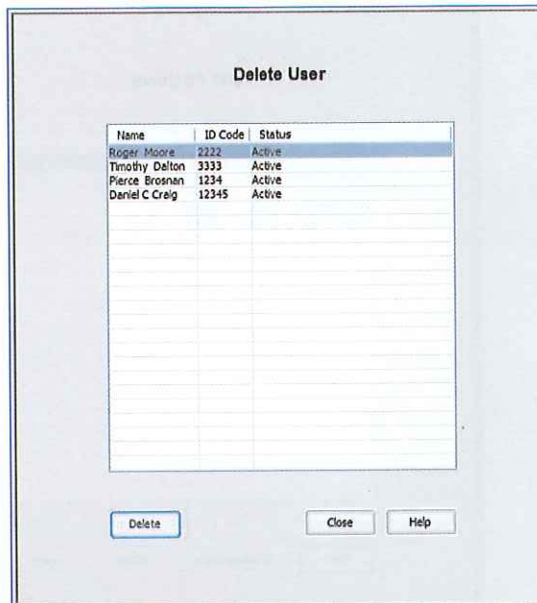 Delete User
Name ID Code Status
Roger Moore 2222 Active
Timothy Dalton 3333 Active
Pierce Brosnan 1234 Active
Daniel C Craig 12345 Active
Delete Close Help